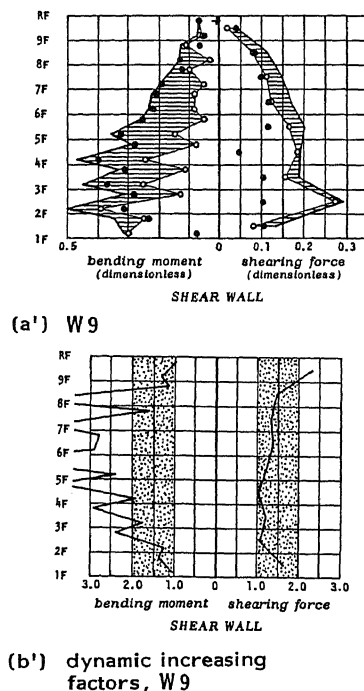 RF
9F
8F
7F
6F
5F
4F
3F
2F
1F
0.5 0 0.1 0.2 0.3
bending moment shearing force
(dimensionless) (dimensionless)
SHEAR WALL
(a') W9
RF
9F
8F
7F
6F
5F
4F
3F
2F
1F
3.0 2.0 1.0 0 1.0 2.0 3.0
bending moment shearing force
SHEAR WALL
(b') dynamic increasing
factors, W9